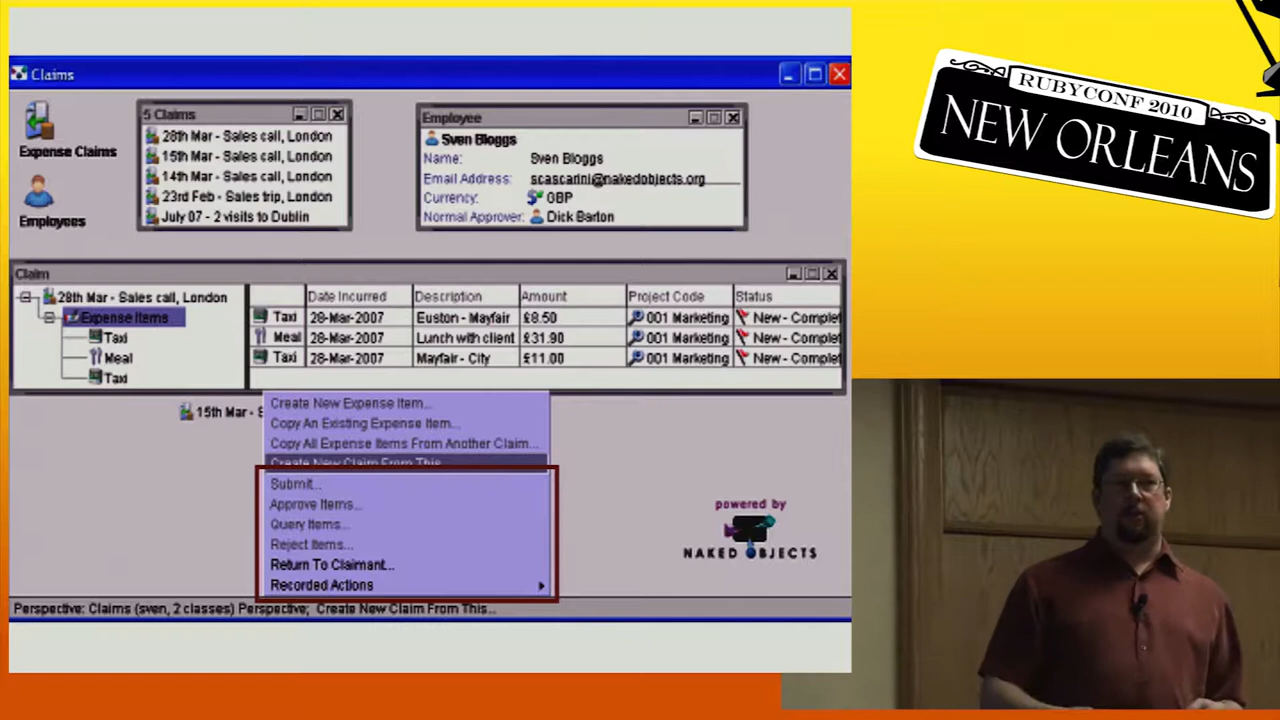 Claims
Expense Claims
Employees
5 Claims
28th Mar - Sales call, London
15th Mar - Sales call, London
14th Mar - Sales call, London
23rd Feb - Sales trip, London
July 07 - 2 visits to Dublin
Employee
Sven Bloggs
Name: Sven Bloggs
Email Address: scascarini@nakedobjects.org
Currency: GBP
Normal Approver: Dick Barton
Claim
28th Mar - Sales call, London
Expense Items
Taxi
Meal
Taxi
Date Incurred Description Amount Project Code Status
Taxi 28-Mar-2007 Euston - Mayfair £8.50 001 Marketing New - Complet
Meal 28-Mar-2007 Lunch with client £31.90 001 Marketing New - Complet
Taxi 28-Mar-2007 Mayfair - City £11.00 001 Marketing New - Complet
15th Mar - S
Create New Expense Item...
Copy An Existing Expense Item...
Copy All Expense Items From Another Claim...
Create New Claim From This...
Submit...
Approve Items...
Query Items...
Reject Items...
Return To Claimant...
Recorded Actions
powered by
NAKED OBJECTS
Perspective: Claims (sven, 2 classes) Perspective; Create New Claim From This...
RUBYCONF 2010
NEW ORLEANS